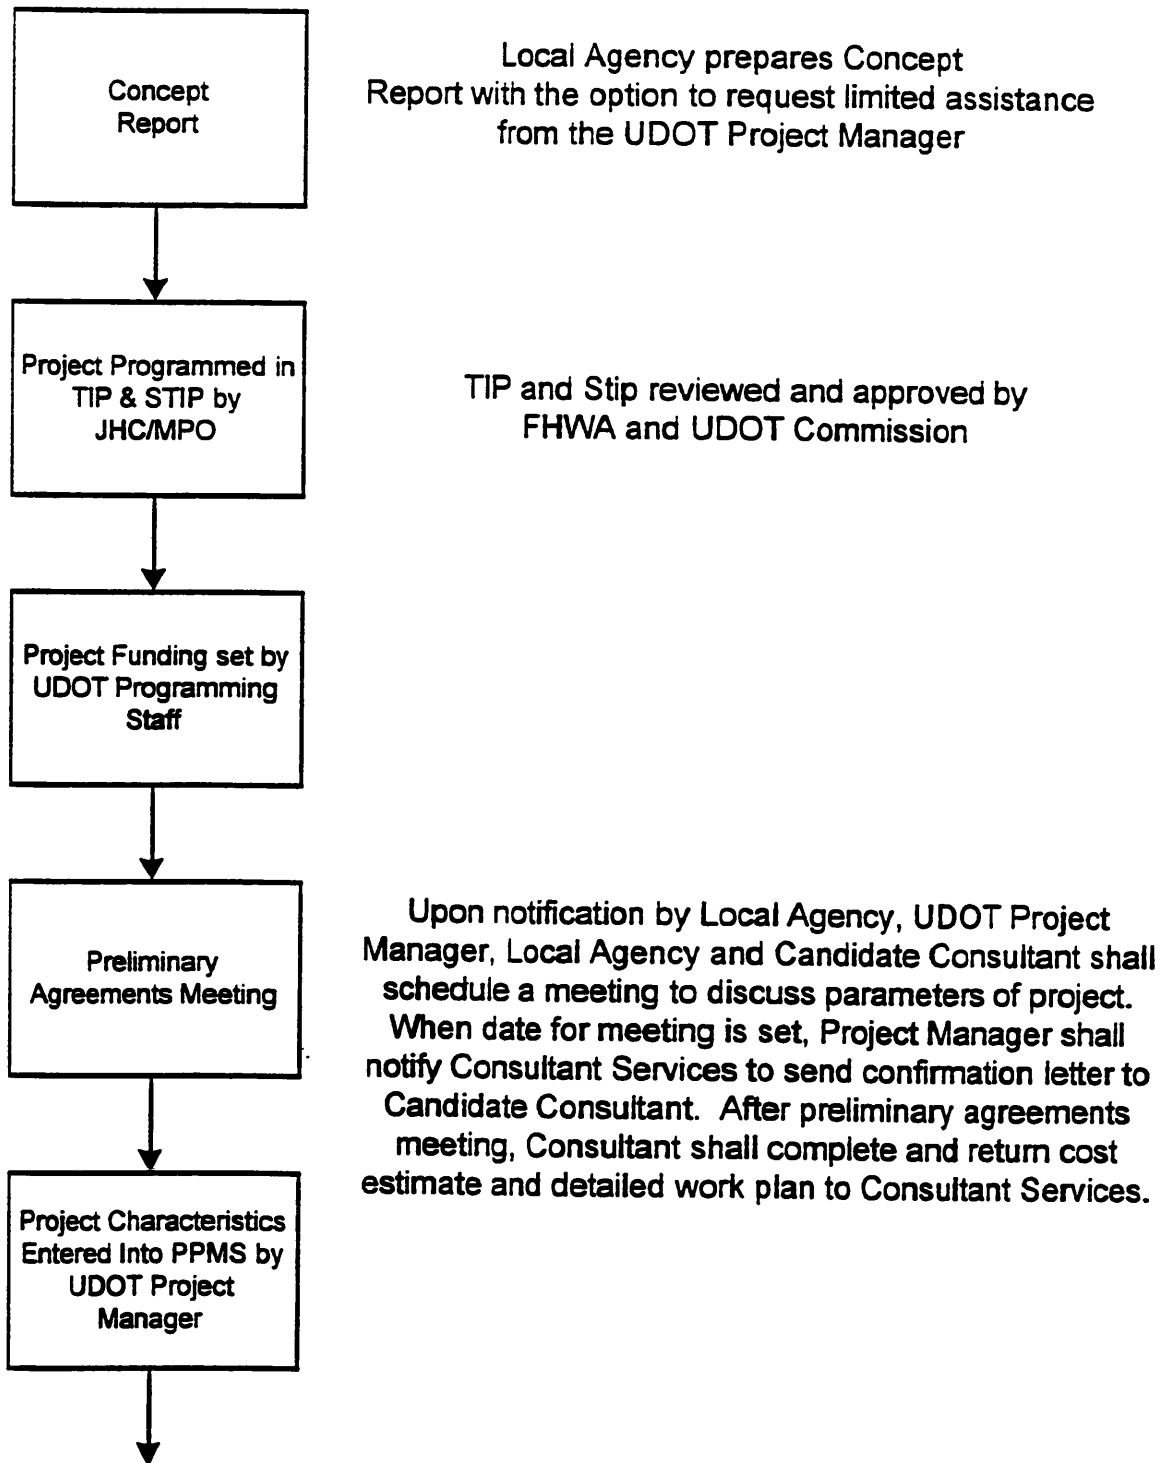 Concept
Report
Local Agency prepares Concept
Report with the option to request limited assistance
from the UDOT Project Manager
Project Programmed in
TIP & STIP by
JHC/MPO
TIP and Stip reviewed and approved by
FHWA and UDOT Commission
Project Funding set by
UDOT Programming
Staff
Preliminary
Agreements Meeting
Upon notification by Local Agency, UDOT Project
Manager, Local Agency and Candidate Consultant shall
schedule a meeting to discuss parameters of project.
When date for meeting is set, Project Manager shall
notify Consultant Services to send confirmation letter to
Candidate Consultant. After preliminary agreements
meeting, Consultant shall complete and return cost
estimate and detailed work plan to Consultant Services.
Project Characteristics
Entered Into PPMS by
UDOT Project
Manager